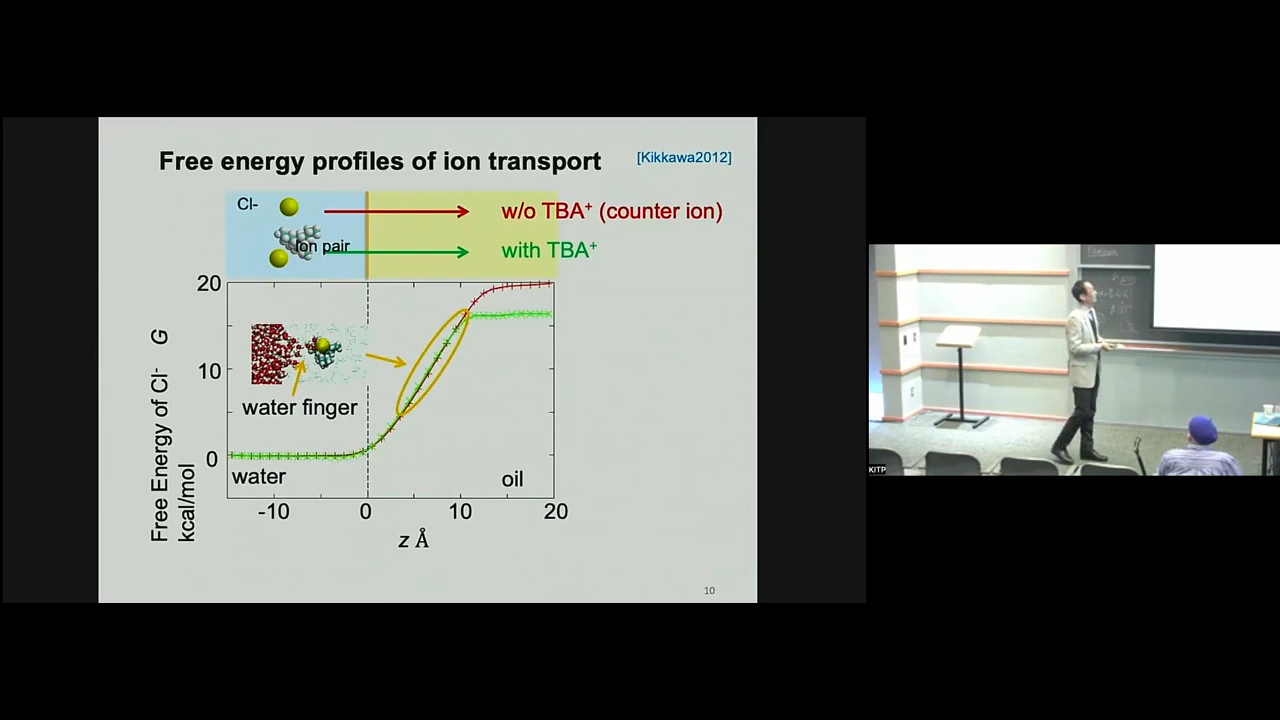 Free energy profiles of ion transport
[Kikkawa2012]
Cl-
w/o TBA⁺ (counter ion)
Ion pair
with TBA⁺
20
10
0
Free Energy of Cl- G
kcal/mol
water finger
water
oil
-10
0
10
20
z Å
10
KITP